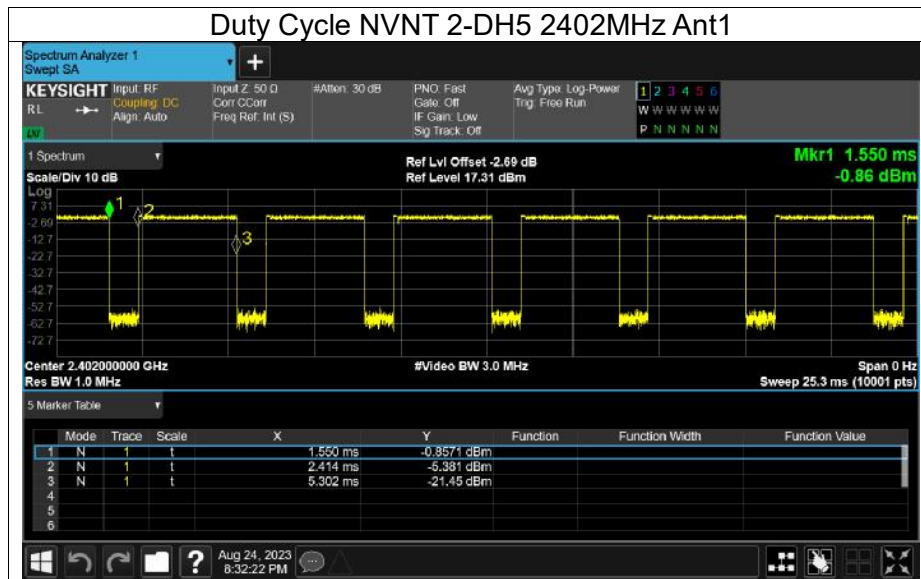 Duty Cycle NVNT 2-DH5 2402MHz Ant1
Spectrum Analyzer 1
Swept SA
+
KEYSIGHT
RL
LXI
Input: RF
Coupling: DC
Align: Auto
Input Z: 50 Ω
Corr CCorr
Freq Ref: Int (S)
#Atten: 30 dB
PNO: Fast
Gate: Off
IF Gain: Low
Sig Track: Off
Avg Type: Log-Power
Trig: Free Run
1 2 3 4 5 6
W W W W W W
P N N N N N
1 Spectrum
Scale/Div 10 dB
Ref Lvl Offset -2.69 dB
Ref Level 17.31 dBm
Mkr1 1.550 ms
-0.86 dBm
Log
7.31
-2.69
-12.7
-22.7
-32.7
-42.7
-52.7
-62.7
-72.7
1
2
3
Center 2.402000000 GHz
Res BW 1.0 MHz
#Video BW 3.0 MHz
Span 0 Hz
Sweep 25.3 ms (10001 pts)
5 Marker Table
Mode Trace Scale X Y Function Function Width Function Value
1 N 1 t 1.550 ms -0.8571 dBm
2 N 1 t 2.414 ms -5.381 dBm
3 N 1 t 5.302 ms -21.45 dBm
4
5
6
?
Aug 24, 2023
8:32:22 PM